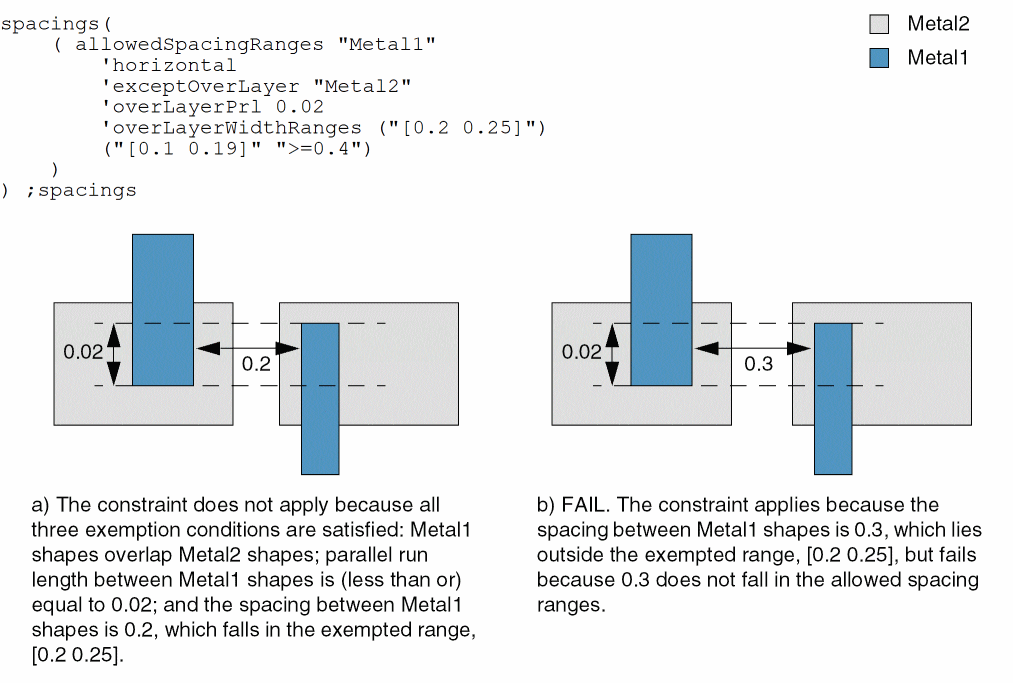 spacings(
( allowedSpacingRanges "Metal1"
'horizontal
'exceptOverLayer "Metal2"
'overLayerPrl 0.02
'overLayerWidthRanges ("[0.2 0.25]")
("[0.1 0.19]" ">=0.4")
)
) ;spacings
Metal2
Metal1
0.02
0.2
0.02
0.3
a) The constraint does not apply because all
three exemption conditions are satisfied: Metal1
shapes overlap Metal2 shapes; parallel run
length between Metal1 shapes is (less than or)
equal to 0.02; and the spacing between Metal1
shapes is 0.2, which falls in the exempted range,
[0.2 0.25].
b) FAIL. The constraint applies because the
spacing between Metal1 shapes is 0.3, which lies
outside the exempted range, [0.2 0.25], but fails
because 0.3 does not fall in the allowed spacing
ranges.